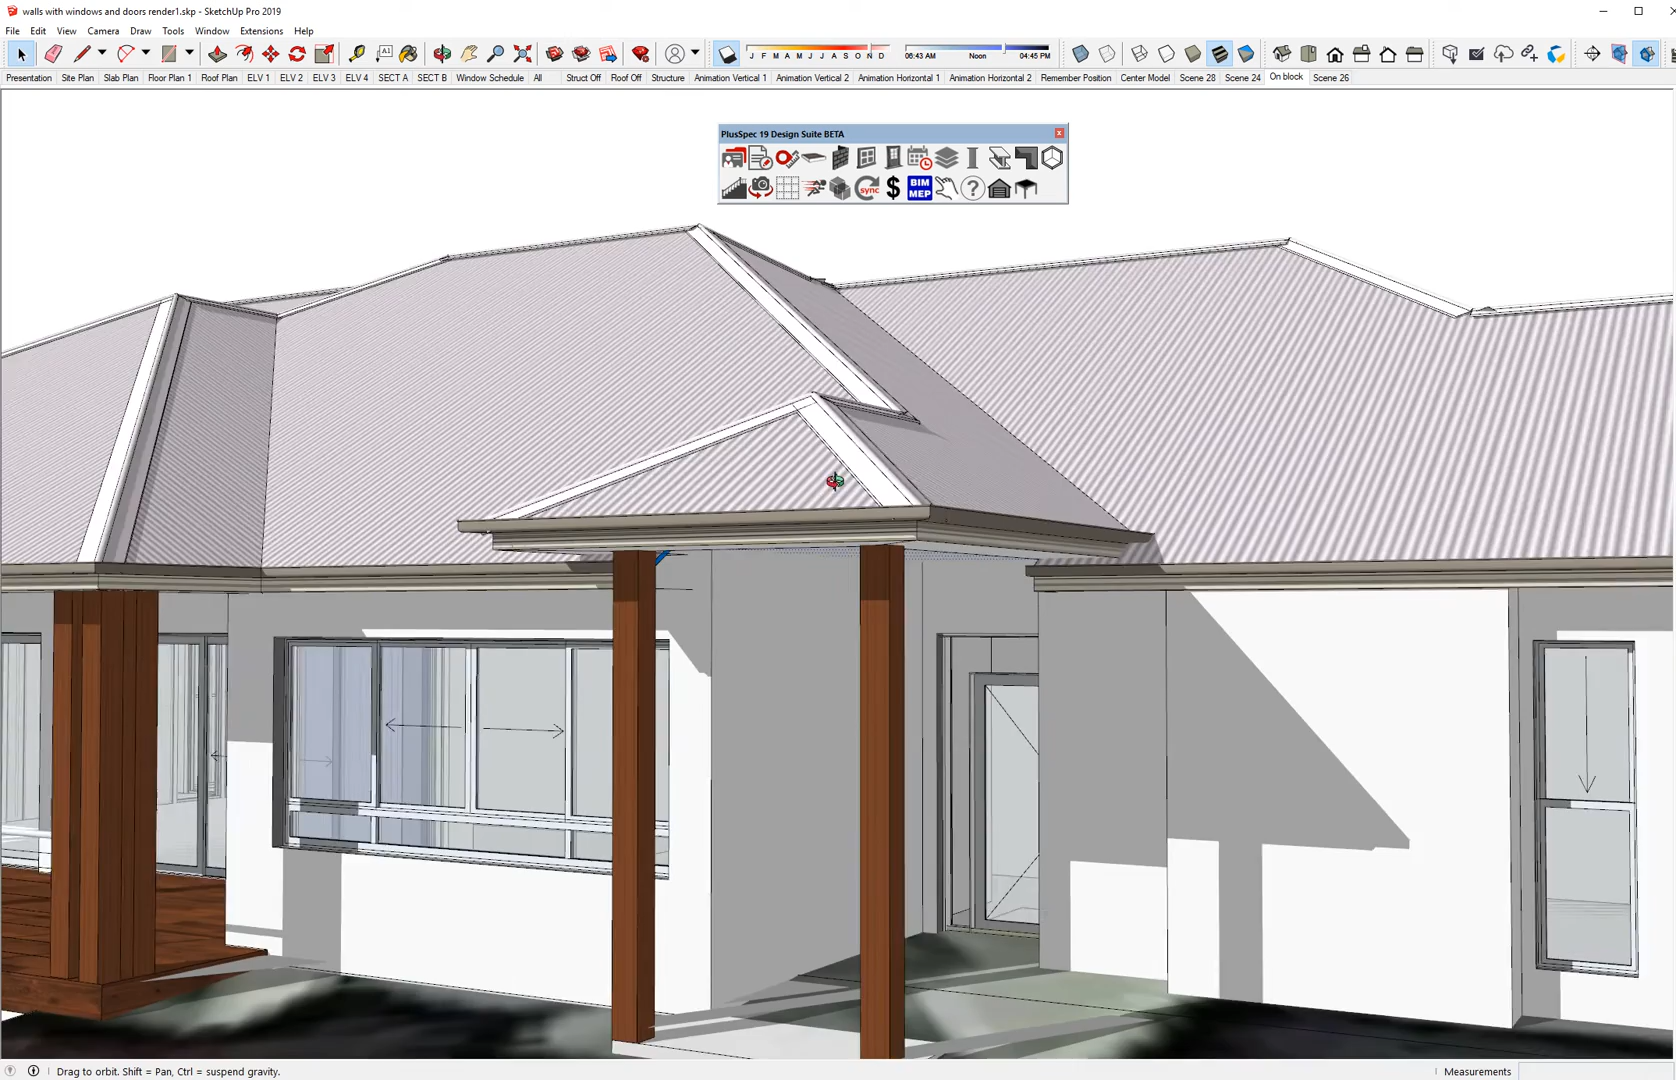 walls with windows and doors render1.skp - SketchUp Pro 2019
File Edit View Camera Draw Tools Window Extensions Help
A1
J F M A M J J A S O N D 06:43 AM Noon 04:45 PM
Presentation Site Plan Slab Plan Floor Plan 1 Roof Plan ELV 1 ELV 2 ELV 3 ELV 4 SECT A SECT B Window Schedule All Struct Off Roof Off Structure Animation Vertical 1 Animation Vertical 2 Animation Horizontal 1 Animation Horizontal 2 Remember Position Center Model Scene 28 Scene 24 On block Scene 26
PlusSpec 19 Design Suite BETA
sync $ BIM MEP ?
Drag to orbit. Shift = Pan, Ctrl = suspend gravity. Measurements